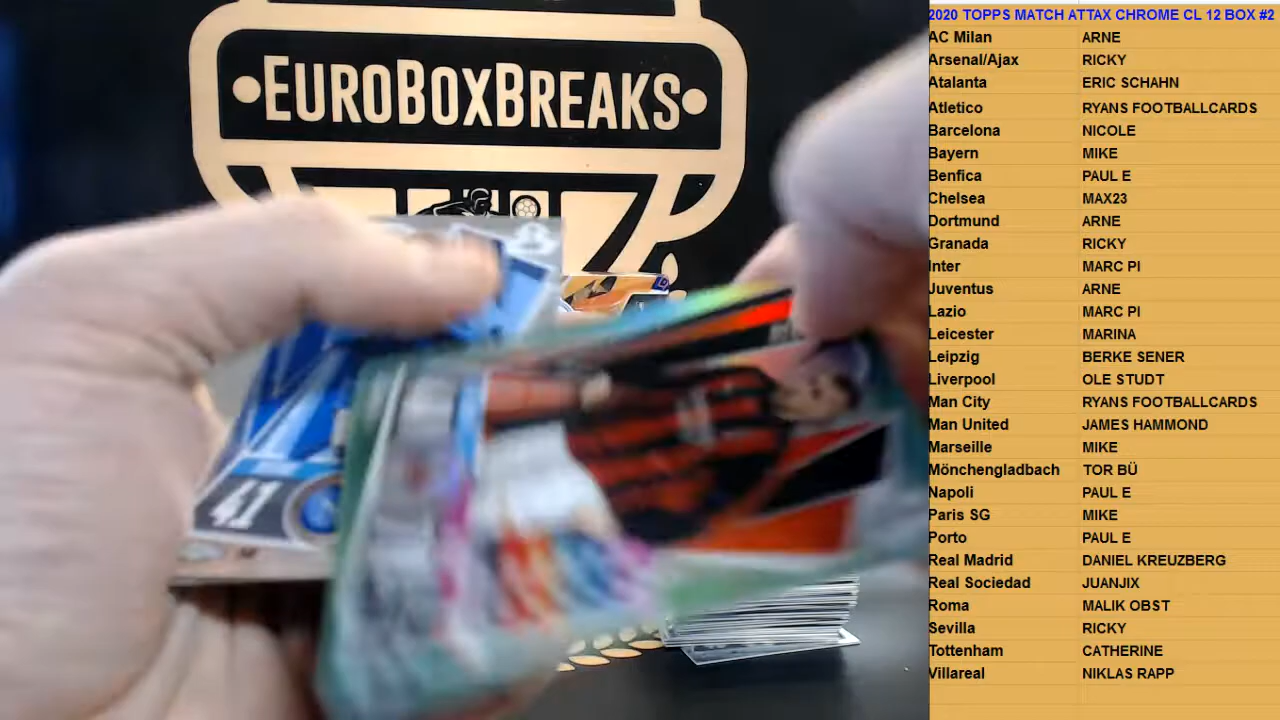 EUROBOXBREAKS
41
2020 TOPPS MATCH ATTAX CHROME CL 12 BOX #2
AC Milan ARNE
Arsenal/Ajax RICKY
Atalanta ERIC SCHAHN
Atletico RYANS FOOTBALLCARDS
Barcelona NICOLE
Bayern MIKE
Benfica PAUL E
Chelsea MAX23
Dortmund ARNE
Granada RICKY
Inter MARC PI
Juventus ARNE
Lazio MARC PI
Leicester MARINA
Leipzig BERKE SENER
Liverpool OLE STUDT
Man City RYANS FOOTBALLCARDS
Man United JAMES HAMMOND
Marseille MIKE
Mönchengladbach TOR BÜ
Napoli PAUL E
Paris SG MIKE
Porto PAUL E
Real Madrid DANIEL KREUZBERG
Real Sociedad JUANJIX
Roma MALIK OBST
Sevilla RICKY
Tottenham CATHERINE
Villareal NIKLAS RAPP